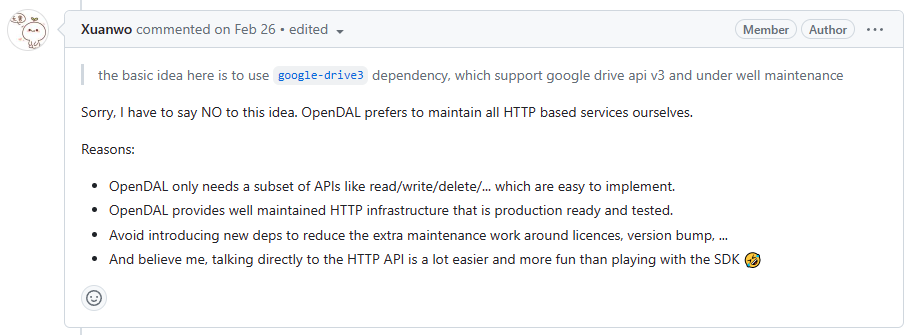 Xuanwo commented on Feb 26 • edited
Member
Author
the basic idea here is to use google-drive3 dependency, which support google drive api v3 and under well maintenance
Sorry, I have to say NO to this idea. OpenDAL prefers to maintain all HTTP based services ourselves.
Reasons:
• OpenDAL only needs a subset of APIs like read/write/delete/... which are easy to implement.
• OpenDAL provides well maintained HTTP infrastructure that is production ready and tested.
• Avoid introducing new deps to reduce the extra maintenance work around licences, version bump, ...
• And believe me, talking directly to the HTTP API is a lot easier and more fun than playing with the SDK 🤣